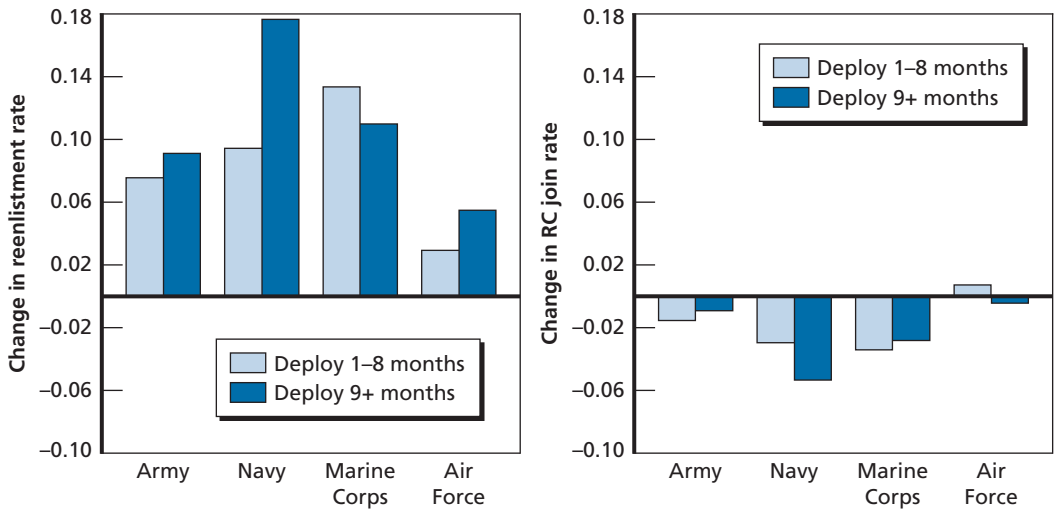 Change in reenlistment rate
0.18
0.14
0.10
0.06
0.02
–0.02
–0.06
–0.10
Deploy 1–8 months
Deploy 9+ months
Army
Navy
Marine
Corps
Air
Force
Change in RC join rate
0.18
0.14
0.10
0.06
0.02
–0.02
–0.06
–0.10
Deploy 1–8 months
Deploy 9+ months
Army
Navy
Marine
Corps
Air
Force